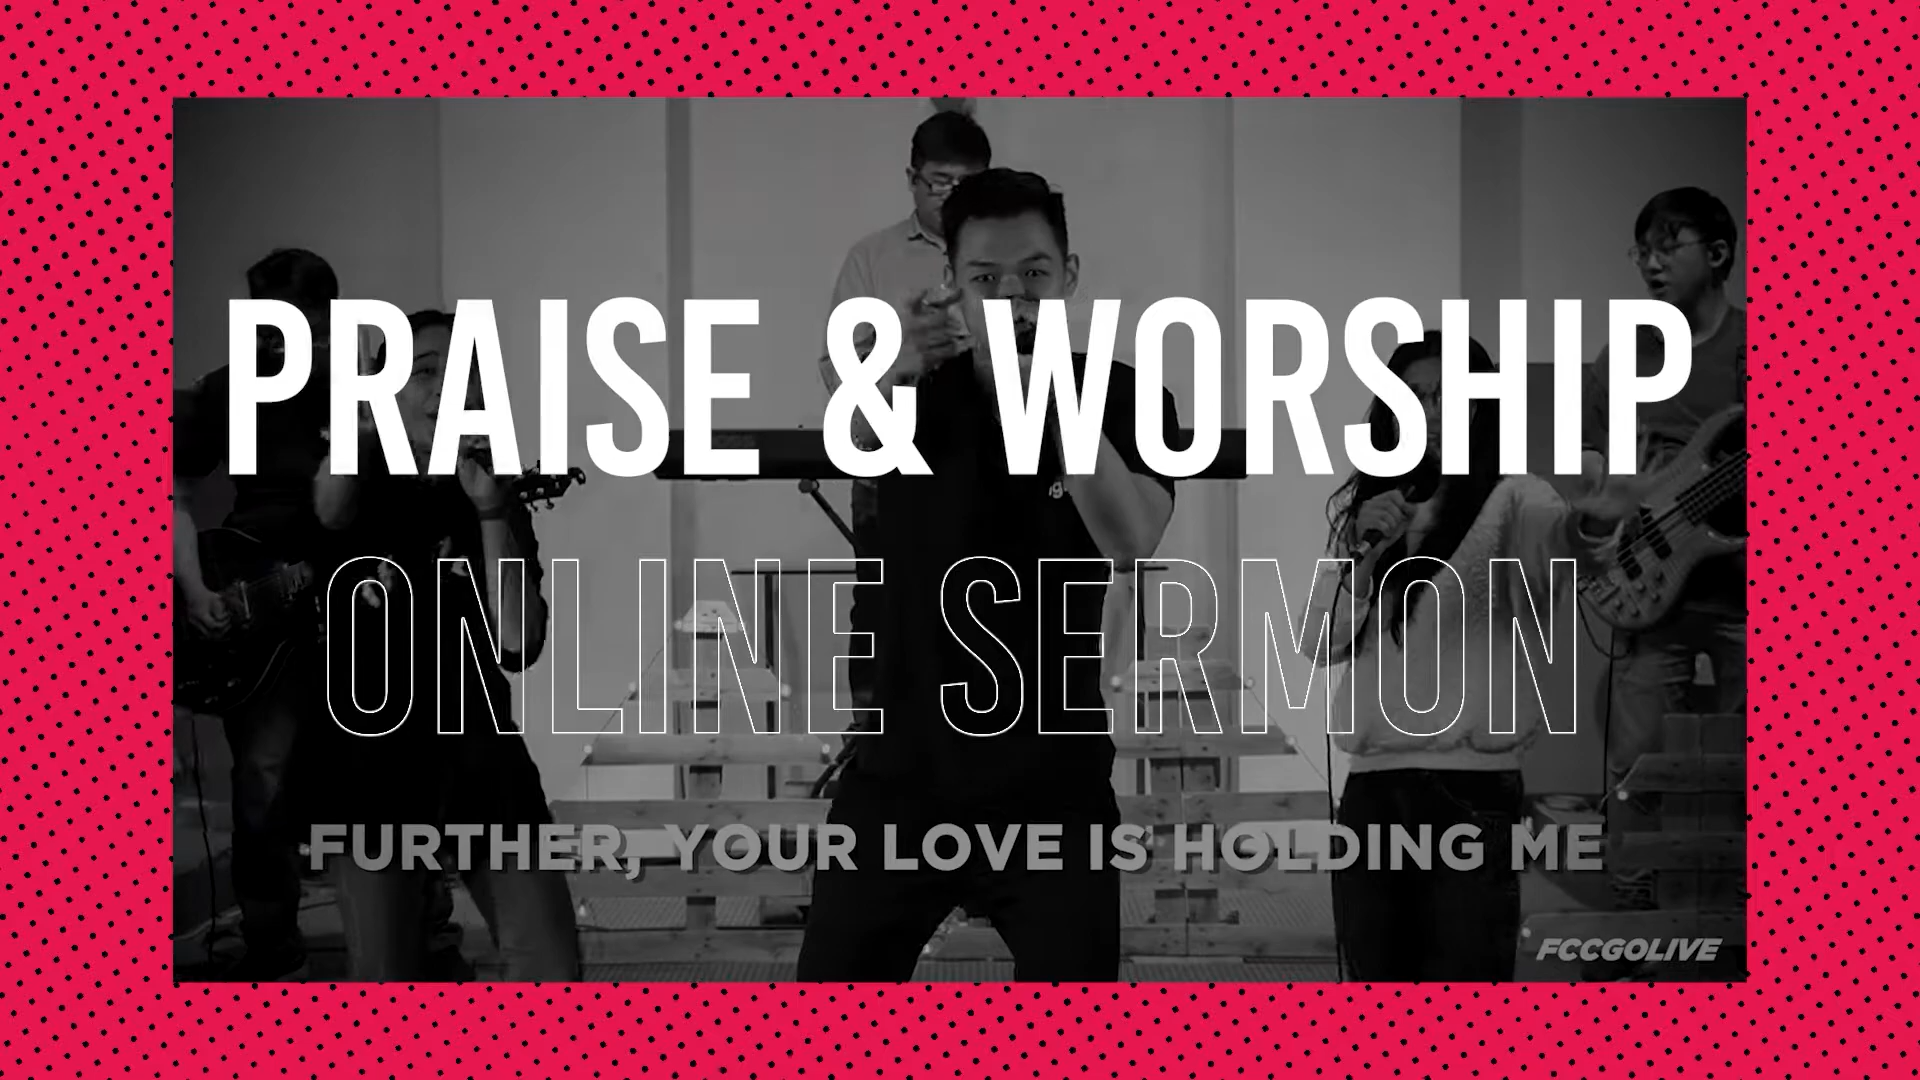 PRAISE & WORSHIP
ONLINE SERMON
FURTHER, YOUR LOVE IS HOLDING ME
FCCGOLIVE